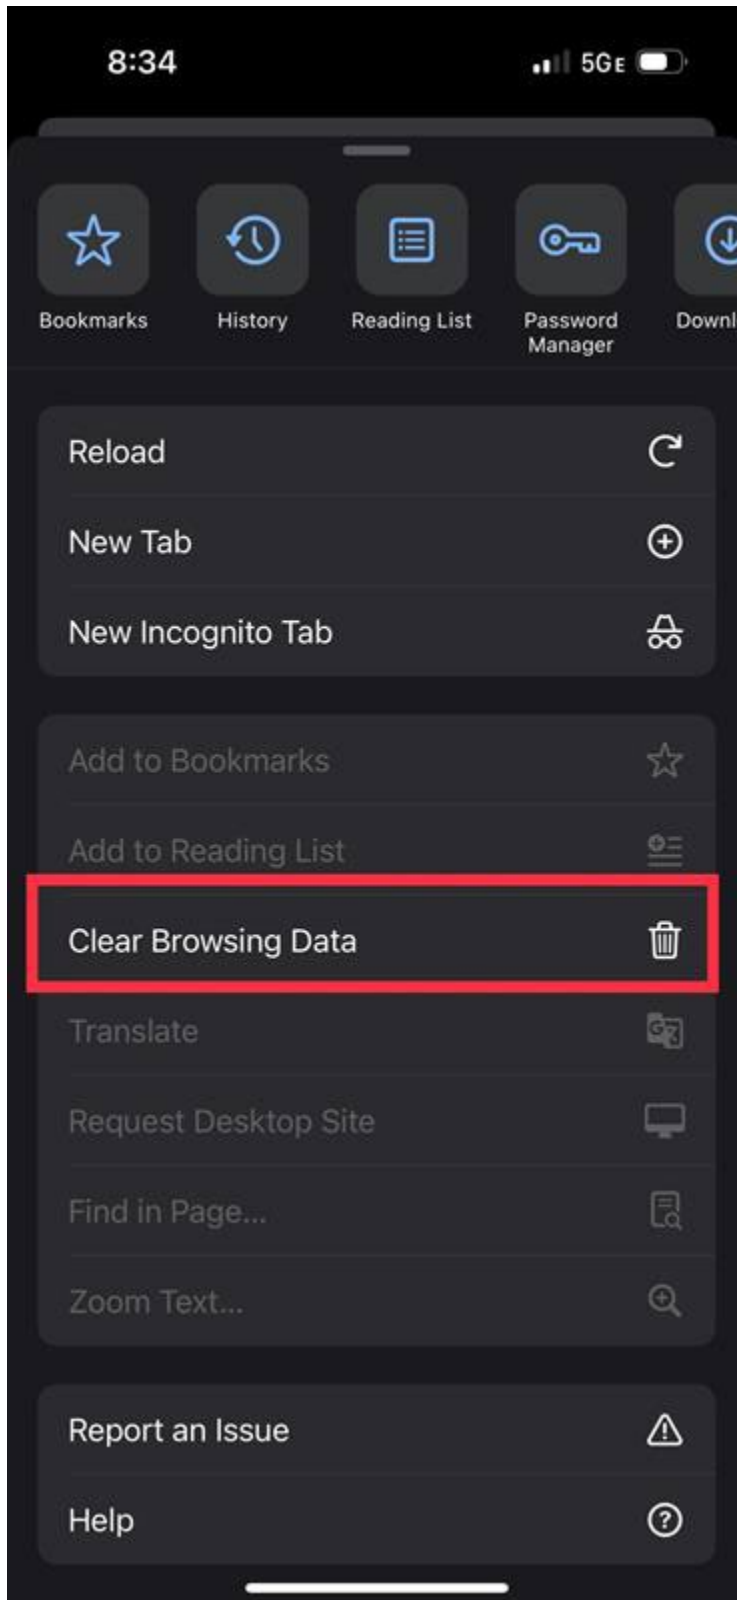 8:34
5GE
Bookmarks
History
Reading List
Password
Manager
Downl
Reload
New Tab
New Incognito Tab
Add to Bookmarks
Add to Reading List
Clear Browsing Data
Translate
Request Desktop Site
Find in Page...
Zoom Text...
Report an Issue
Help